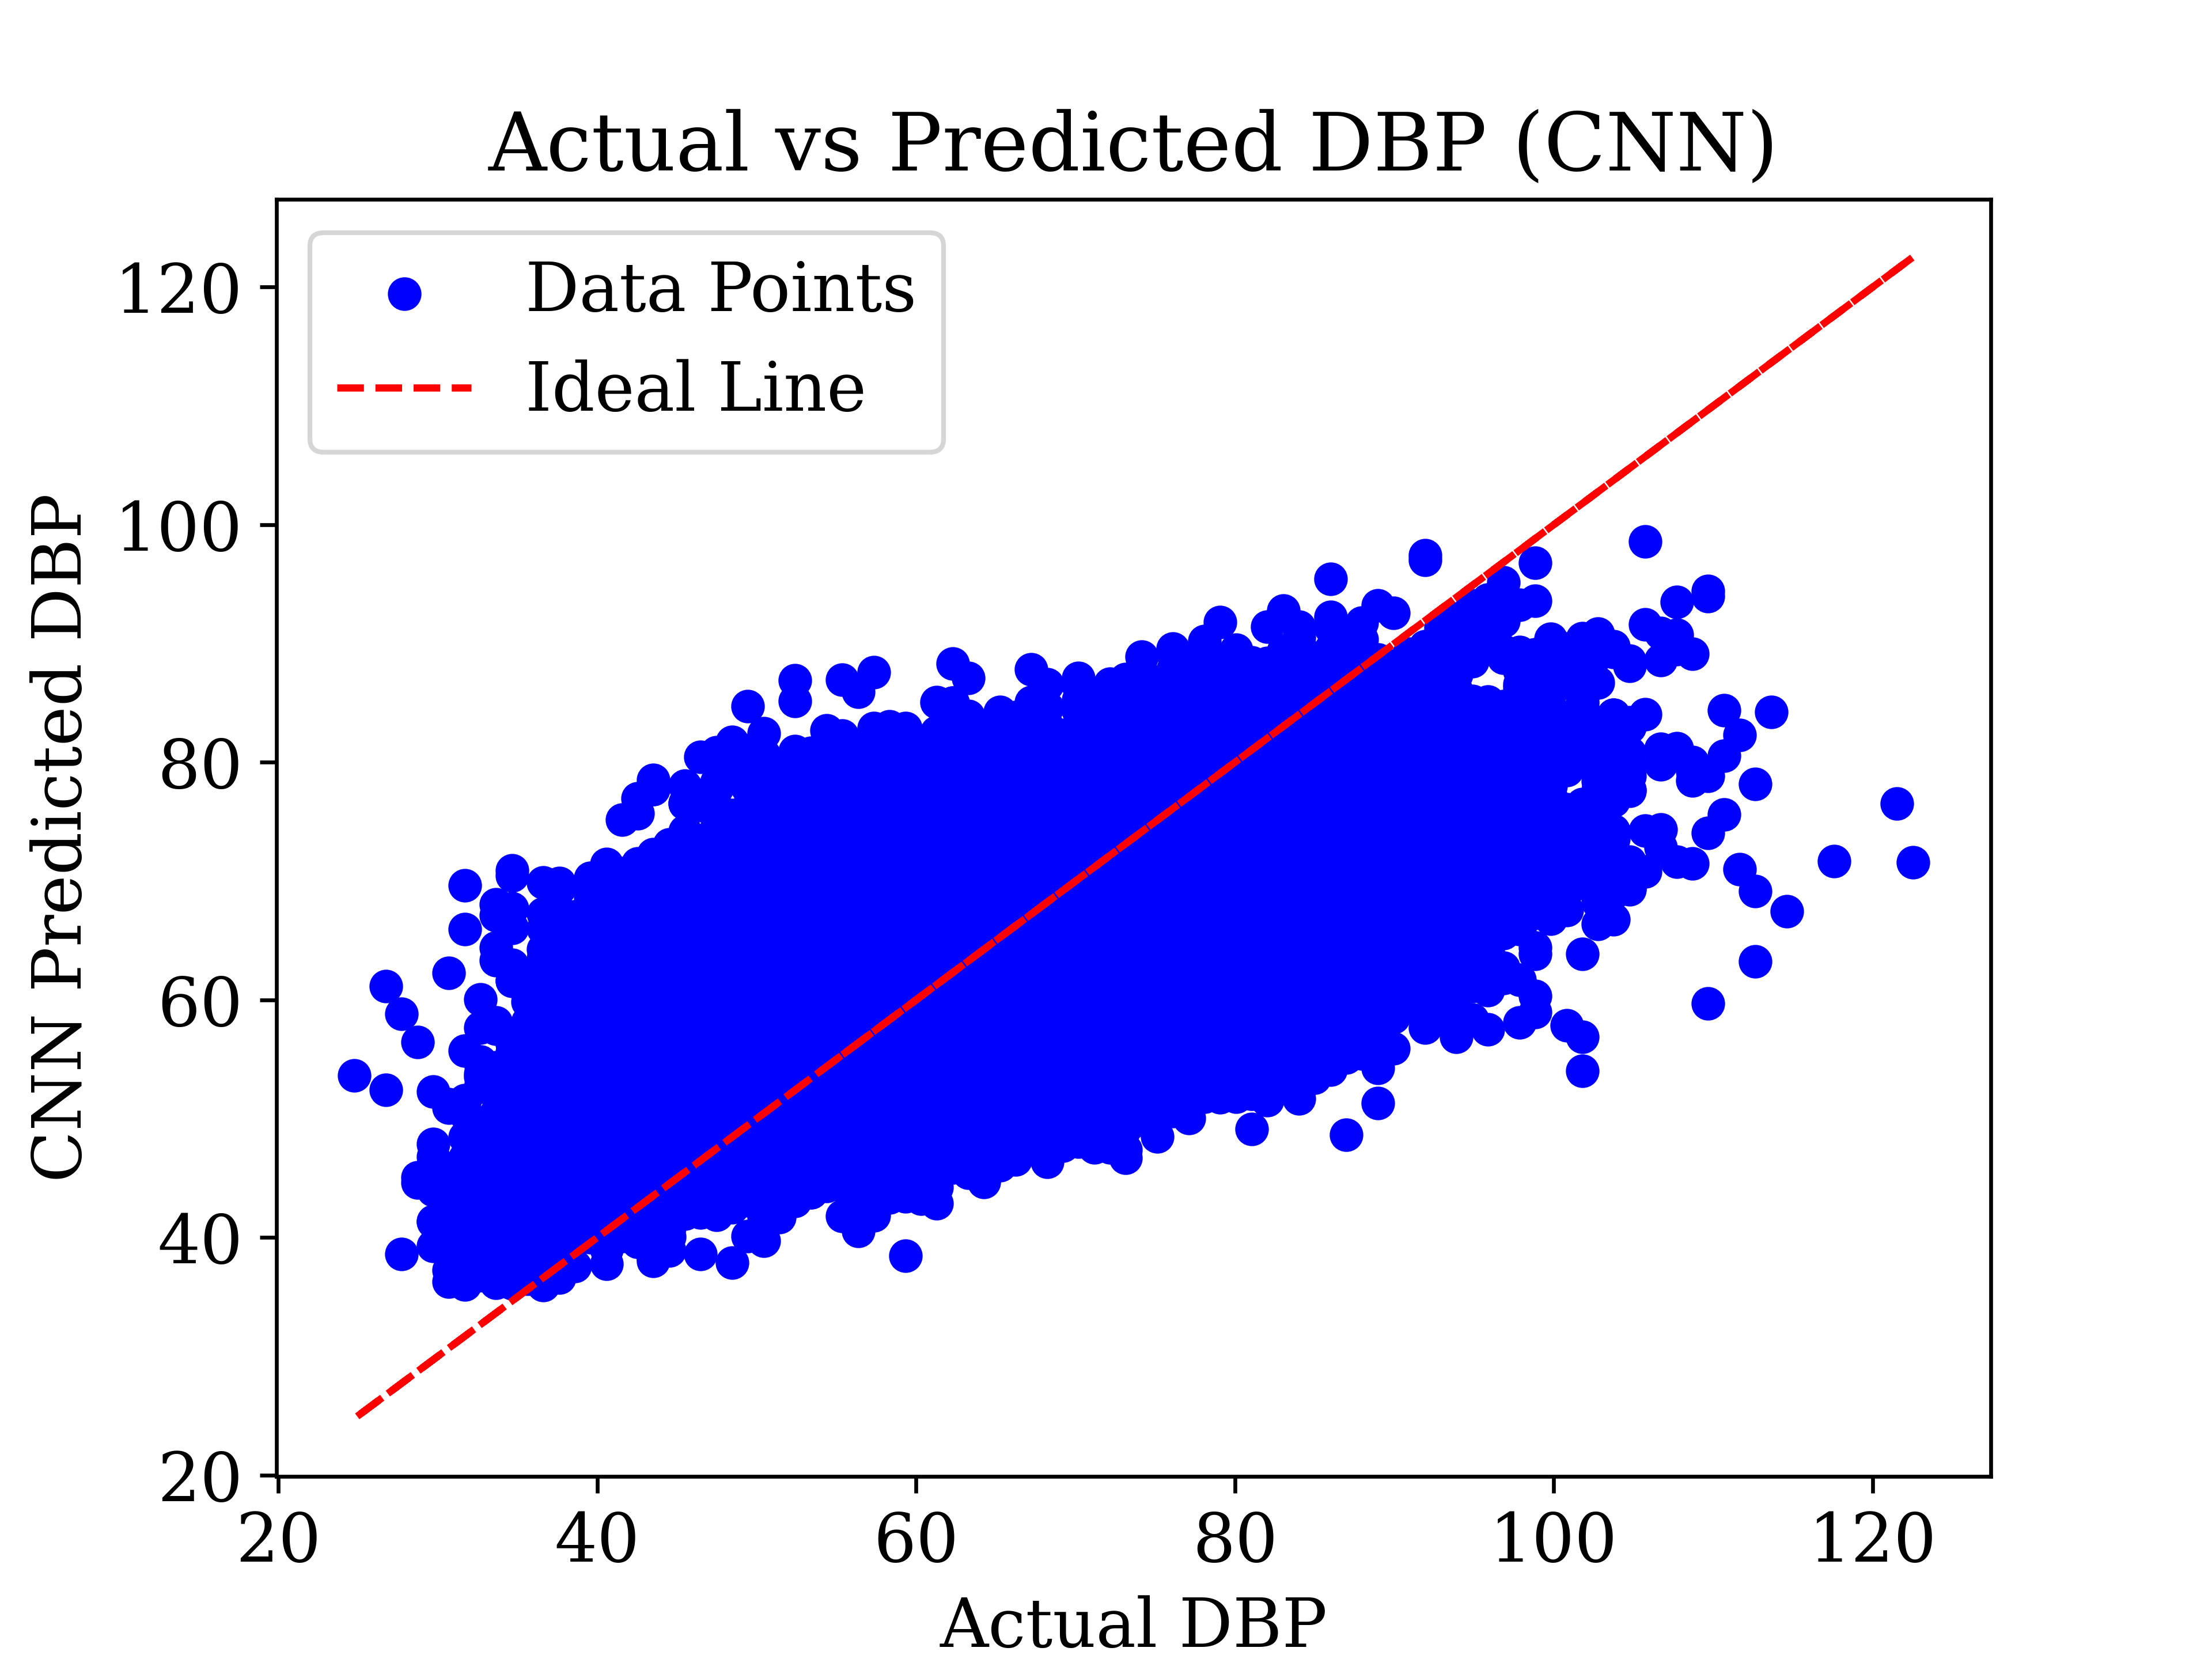 Actual vs Predicted DBP (CNN)
Data Points
Ideal Line
CNN Predicted DBP
120
100
80
60
40
20
20 40 60 80 100 120
Actual DBP